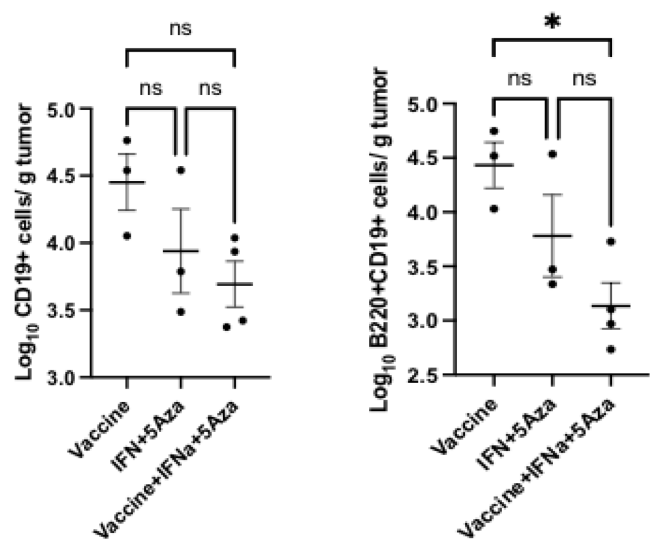 ns
ns
ns
5.0
4.5
4.0
3.5
3.0
Log10 CD19+ cells/ g tumor
Vaccine
IFN+5Aza
Vaccine+IFNa+5Aza
*
ns
ns
5.0
4.5
4.0
3.5
3.0
2.5
Log10 B220+CD19+ cells/ g tumor
Vaccine
IFN+5Aza
Vaccine+IFNa+5Aza